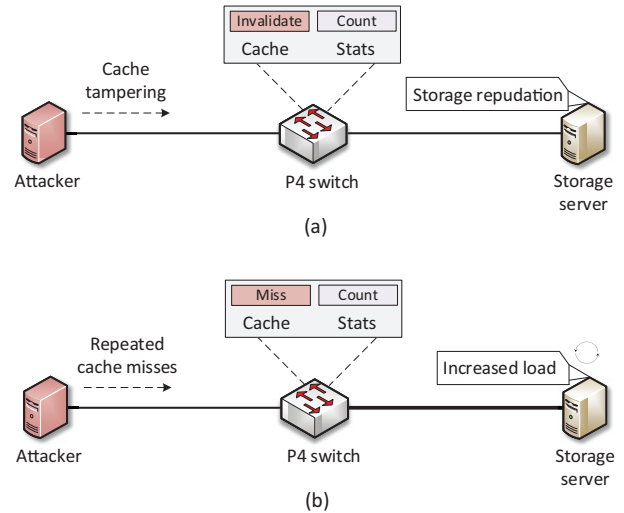 Invalidate Count
Cache Stats
Cache
tampering
Storage repudation
Attacker
P4 switch
Storage
server
(a)
Miss Count
Cache Stats
Repeated
cache misses
Increased load
Attacker
P4 switch
Storage
server
(b)